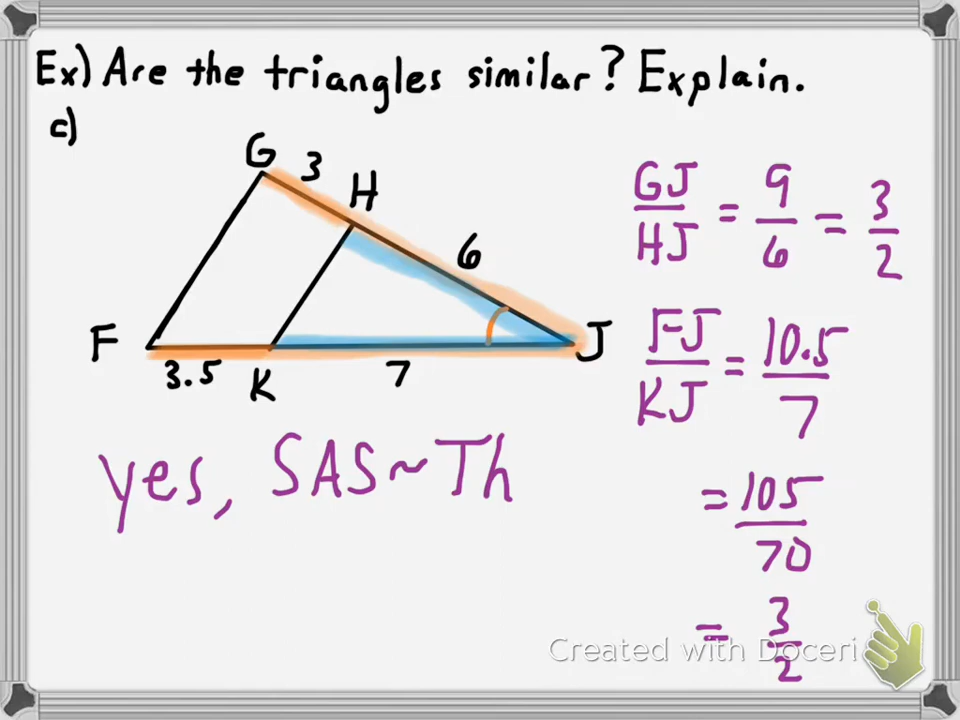 Ex) Are the triangles similar? Explain.
c)
G
3
H
6
F
J
3.5
K
7
yes, SAS~Th
GJ/HJ = 9/6 = 3/2
FJ/KJ = 10.5/7
= 105/70
= 3/2
Created with Doceri